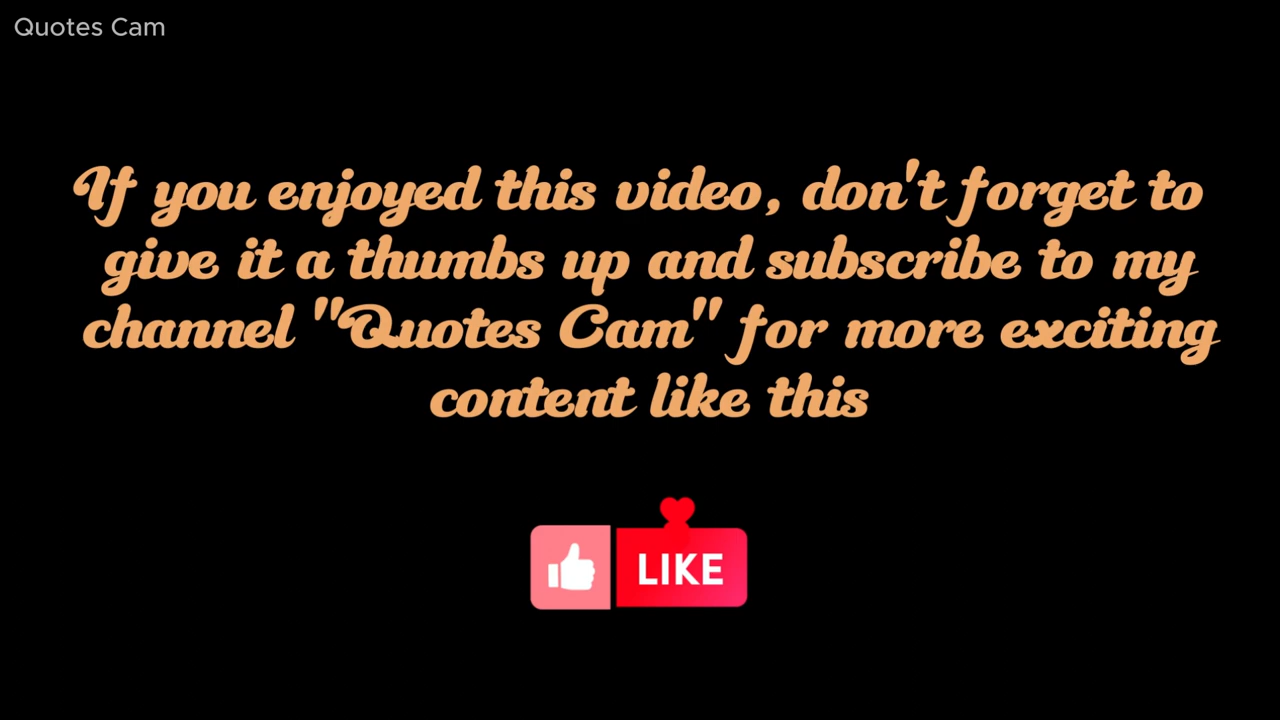 Quotes Cam
If you enjoyed this video, don't forget to
give it a thumbs up and subscribe to my
channel "Quotes Cam" for more exciting
content like this
LIKE